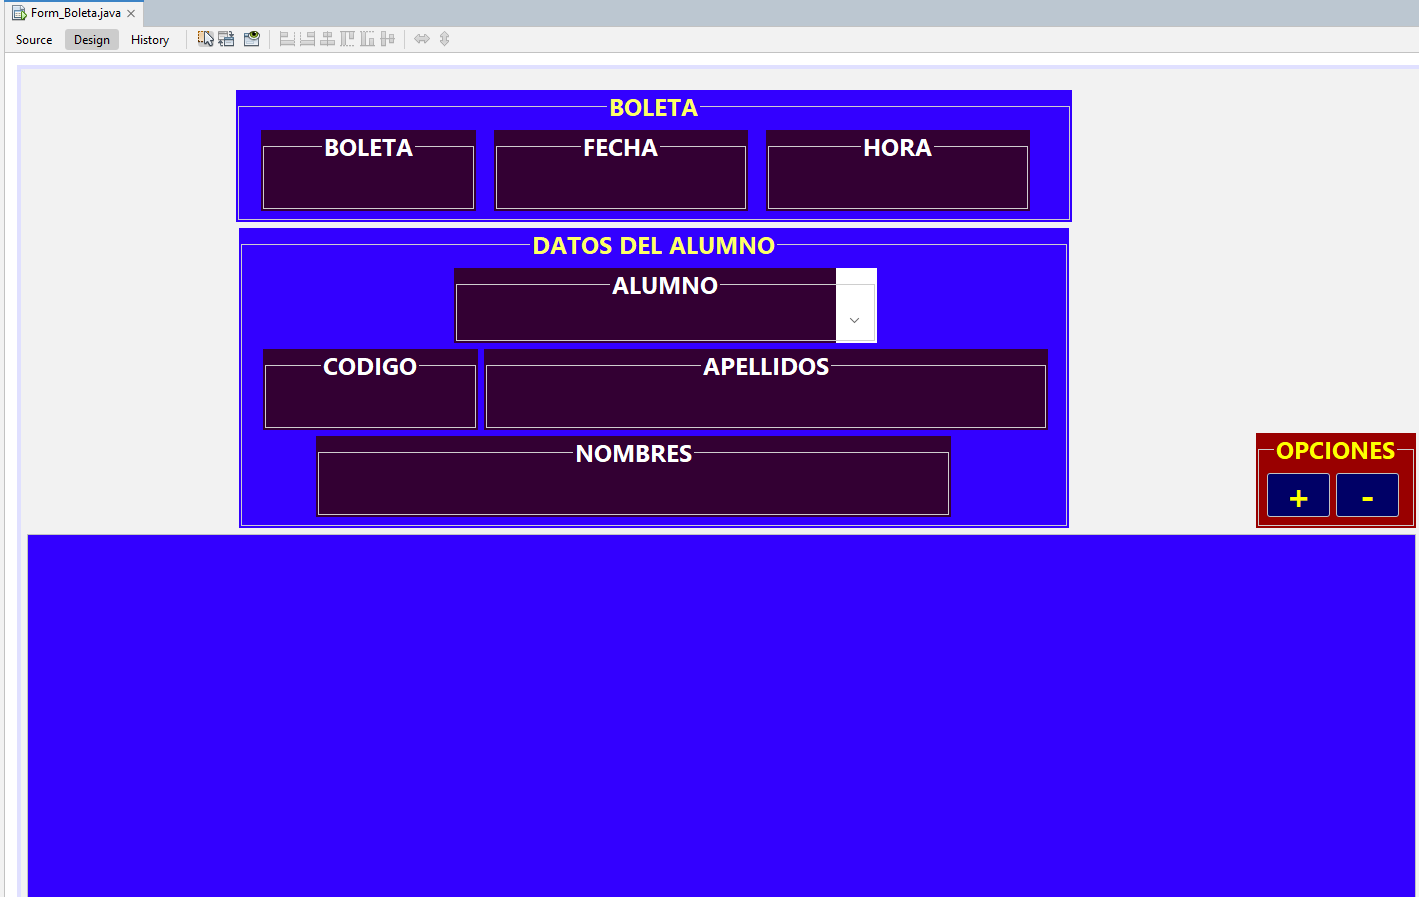 Form_Boleta.java
Source Design History
BOLETA
BOLETA FECHA HORA
DATOS DEL ALUMNO
ALUMNO
CODIGO APELLIDOS
NOMBRES
OPCIONES
+ -